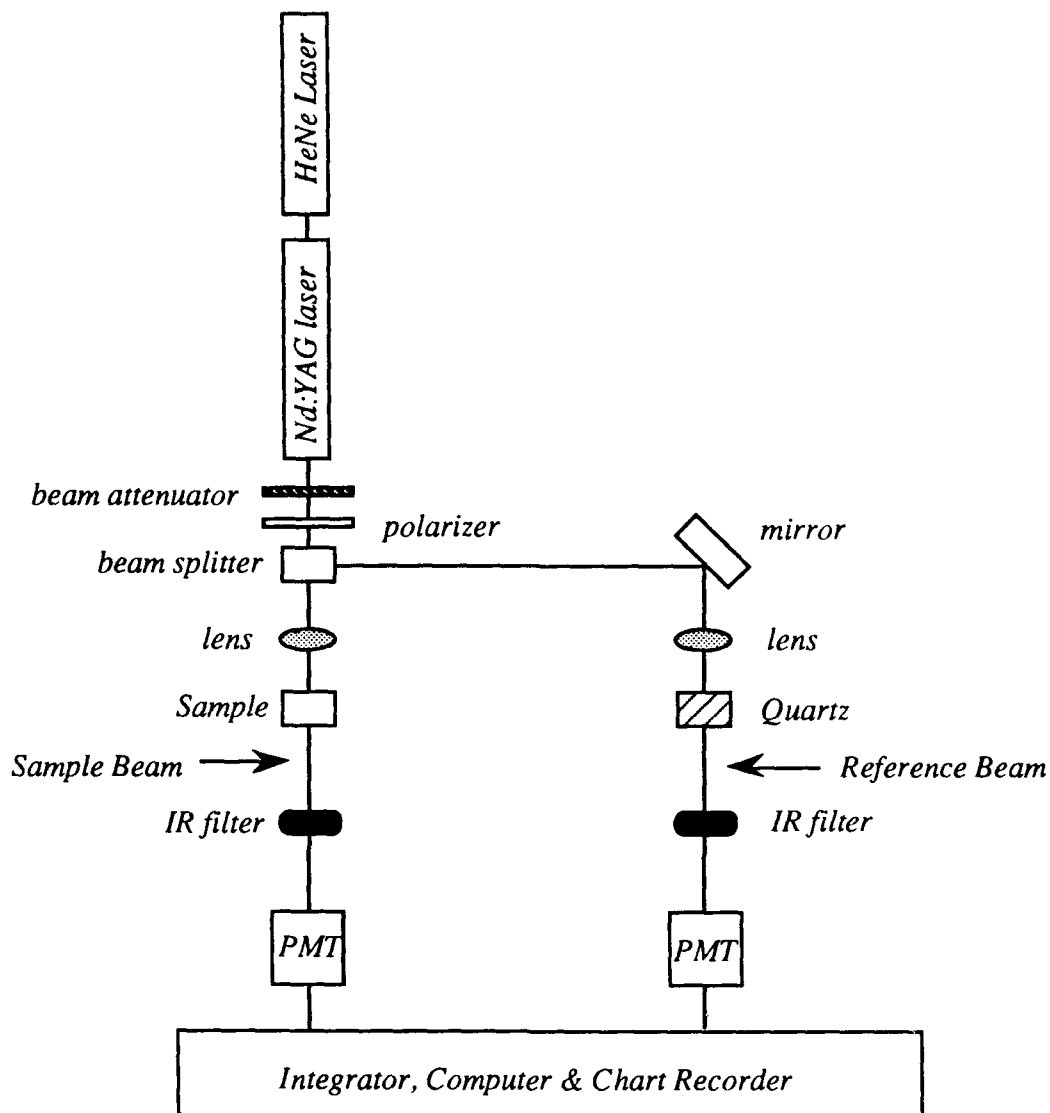 HeNe Laser
Nd:YAG laser
beam attenuator
polarizer
mirror
beam splitter
lens
lens
Sample
Quartz
Sample Beam
Reference Beam
IR filter
IR filter
PMT
PMT
Integrator, Computer & Chart Recorder